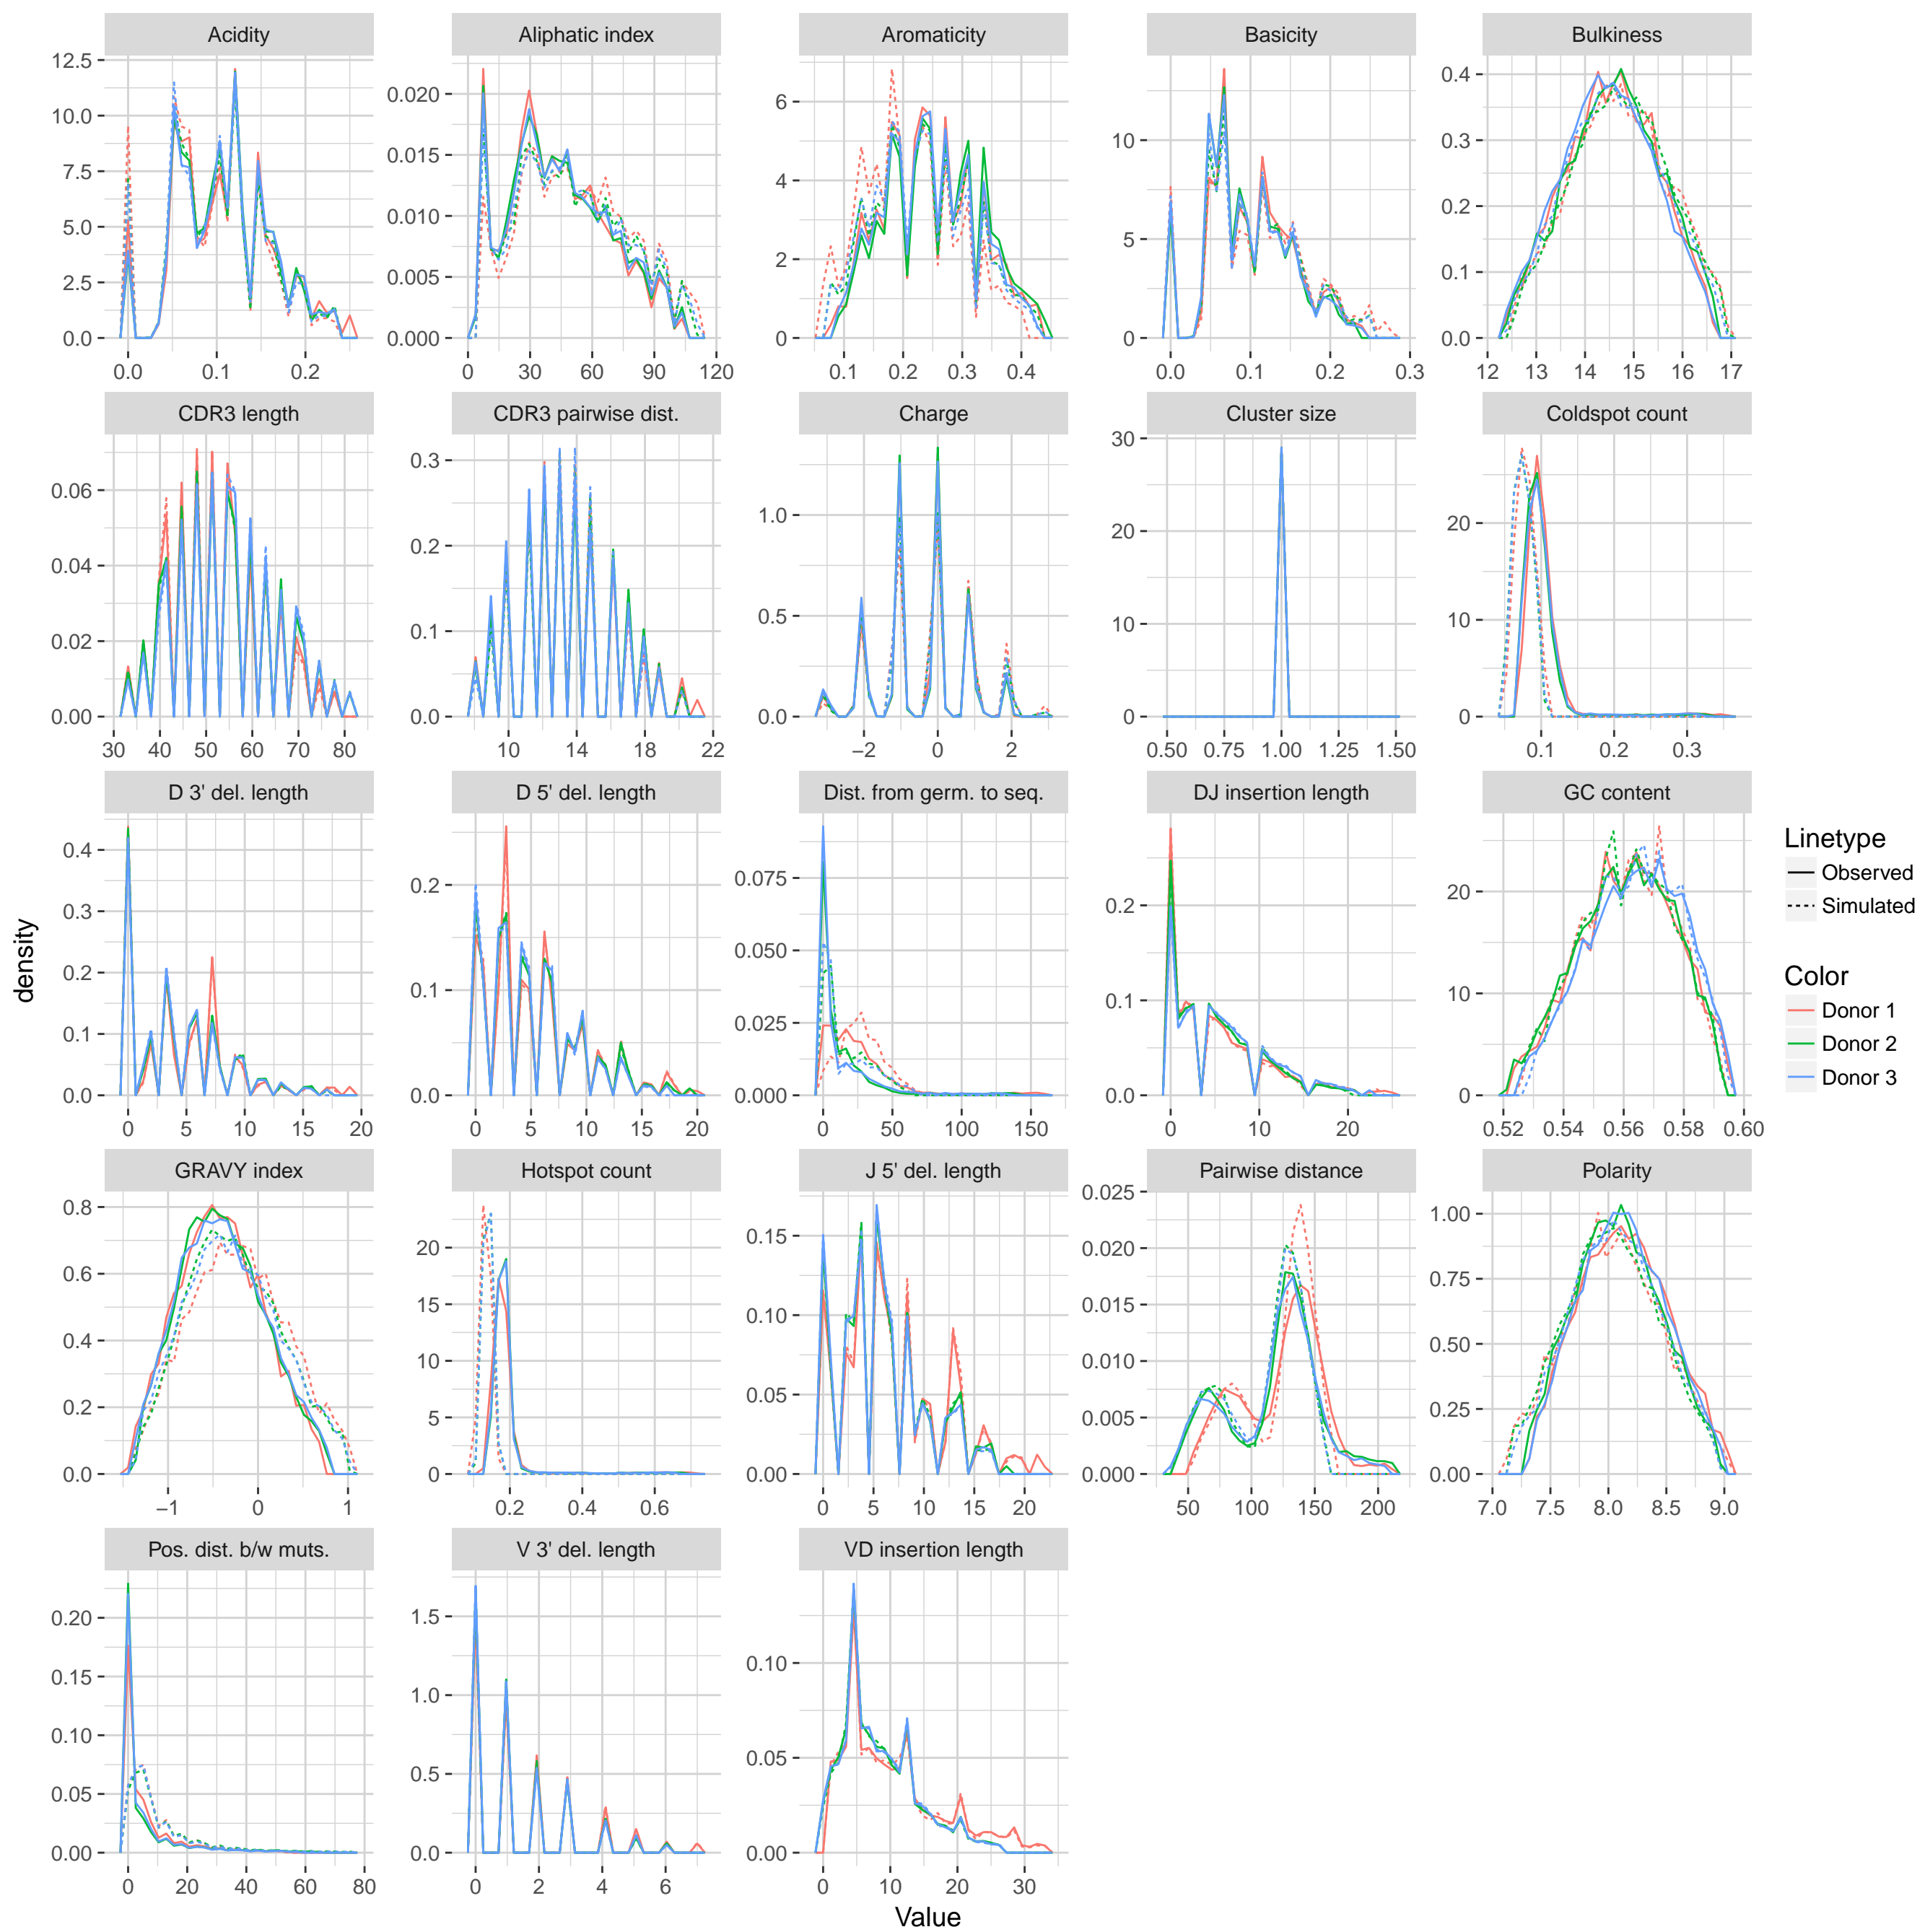 Acidity Aliphatic index Aromaticity Basicity Bulkiness
12.5 10.0 7.5 5.0 2.5 0.0
0.020 0.015 0.010 0.005 0.000
6 4 2 0
10 5 0
0.4 0.3 0.2 0.1 0.0
0.0 0.1 0.2
0 30 60 90 120
0.1 0.2 0.3 0.4
0.0 0.1 0.2 0.3
12 13 14 15 16 17
CDR3 length CDR3 pairwise dist. Charge Cluster size Coldspot count
0.06 0.04 0.02 0.00
0.3 0.2 0.1 0.0
1.0 0.5 0.0
30 20 10 0
20 10 0
30 40 50 60 70 80
10 14 18 22
−2 0 2
0.50 0.75 1.00 1.25 1.50
0.1 0.2 0.3
D 3' del. length D 5' del. length Dist. from germ. to seq. DJ insertion length GC content
0.4 0.3 0.2 0.1 0.0
0.2 0.1 0.0
0.075 0.050 0.025 0.000
0.2 0.1 0.0
20 10 0
0 5 10 15 20
0 5 10 15 20
0 50 100 150
0 10 20
0.52 0.54 0.56 0.58 0.60
GRAVY index Hotspot count J 5' del. length Pairwise distance Polarity
0.8 0.6 0.4 0.2 0.0
20 15 10 5 0
0.15 0.10 0.05 0.00
0.025 0.020 0.015 0.010 0.005 0.000
1.00 0.75 0.50 0.25 0.00
−1 0 1
0.2 0.4 0.6
0 5 10 15 20
50 100 150 200
7.0 7.5 8.0 8.5 9.0
Pos. dist. b/w muts. V 3' del. length VD insertion length
0.20 0.15 0.10 0.05 0.00
1.5 1.0 0.5 0.0
0.10 0.05 0.00
0 20 40 60 80
0 2 4 6
0 10 20 30
Value
density
Linetype
Observed
Simulated
Color
Donor 1
Donor 2
Donor 3